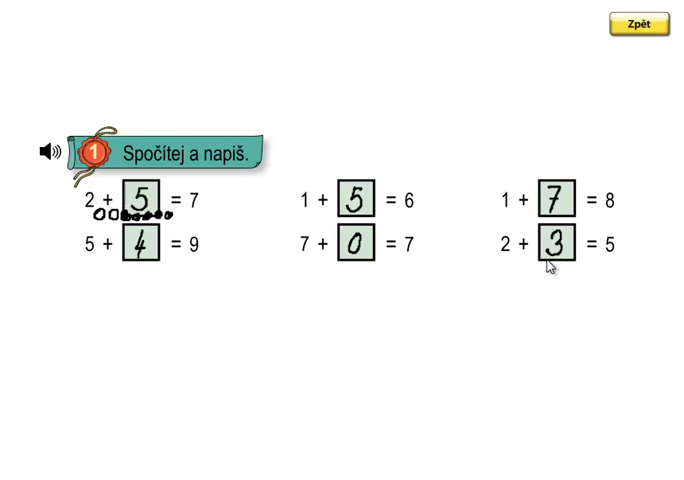 Zpět
1 Spočítej a napiš.
2 + 5 = 7 1 + 5 = 6 1 + 7 = 8
5 + 4 = 9 7 + 0 = 7 2 + 3 = 5